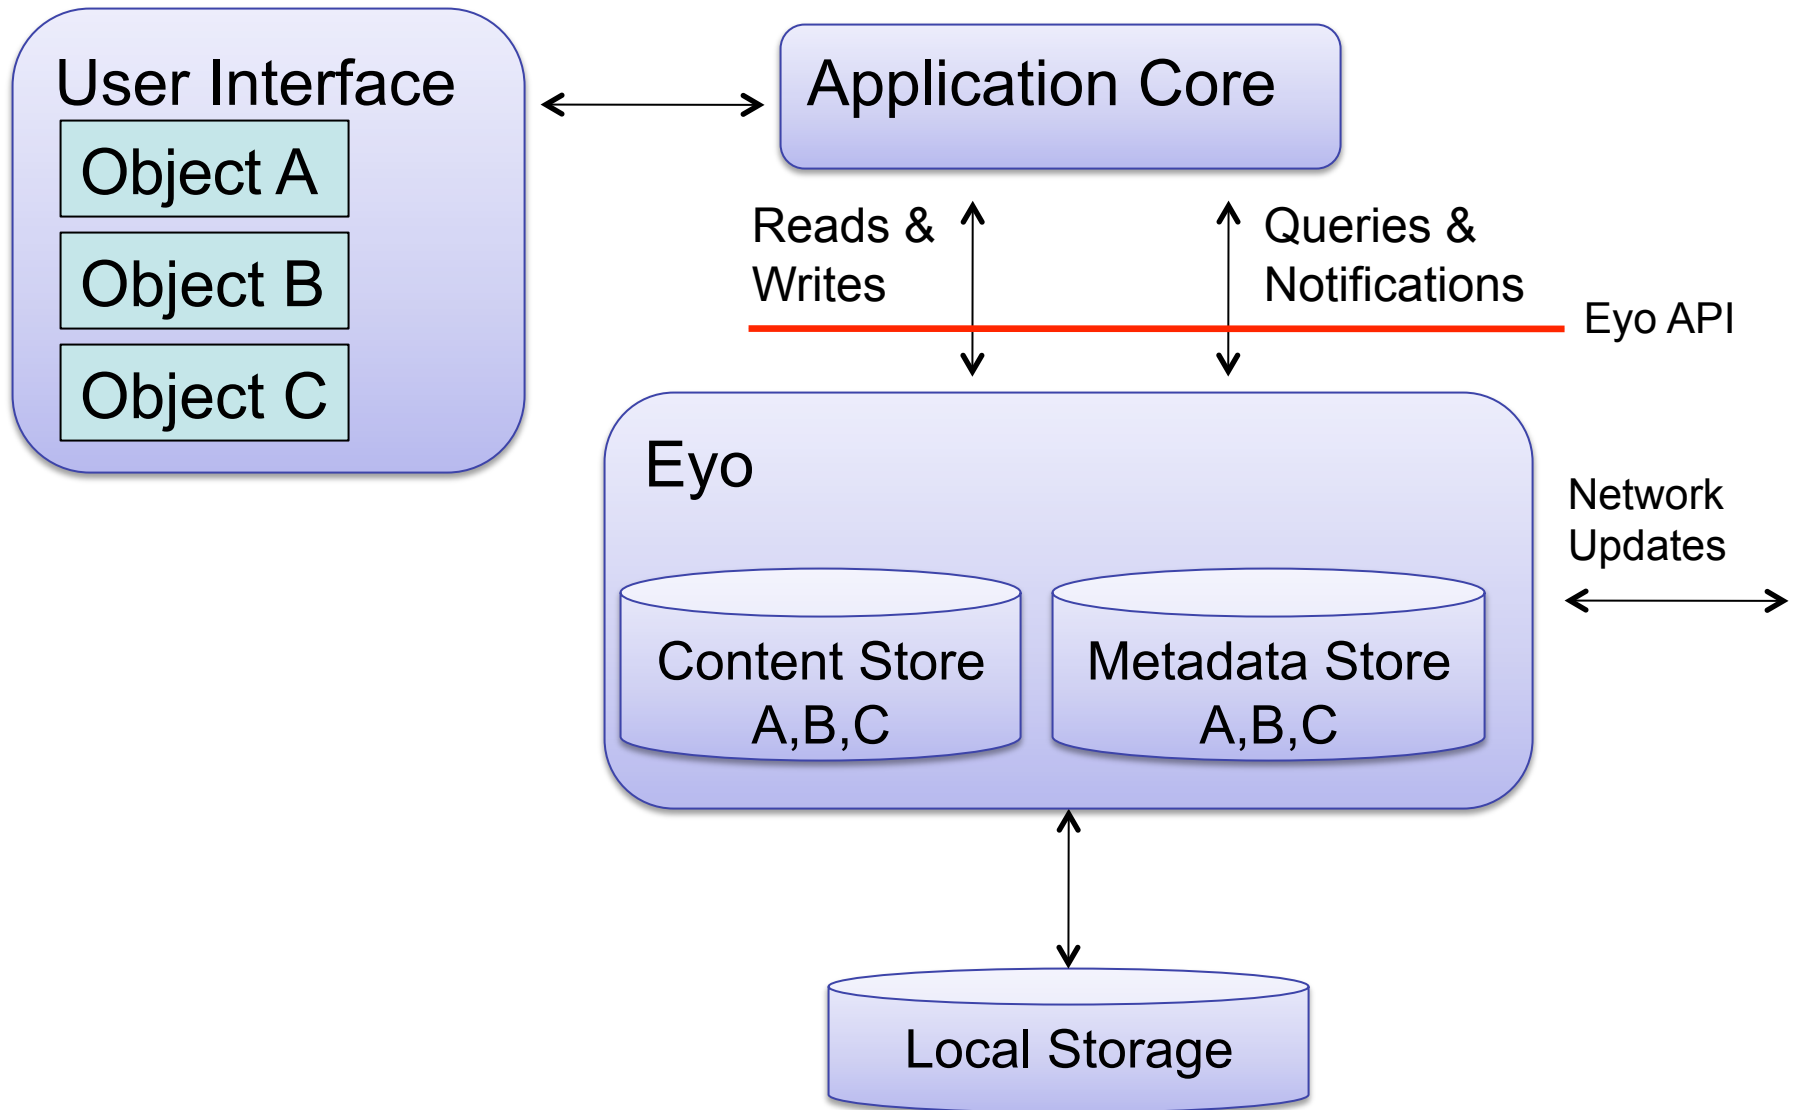 User Interface
Object A
Object B
Object C
Application Core
Reads &
Writes
Queries &
Notifications
Eyo API
Eyo
Content Store
A,B,C
Metadata Store
A,B,C
Network
Updates
Local Storage